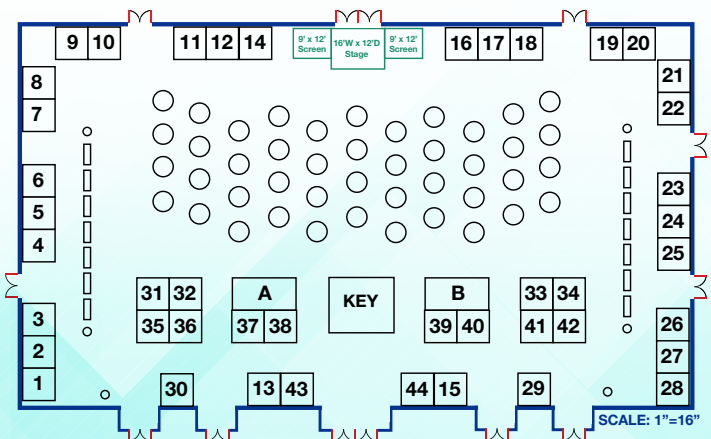 9 10
11 12 14
9' x 12'
Screen
16'W x 12'D
Stage
9' x 12'
Screen
16 17 18
19 20
8
7
21
22
6
5
4
23
24
25
31 32
35 36
A
37 38
KEY
B
39 40
33 34
41 42
3
2
1
26
27
28
30
13 43
44 15
29
SCALE: 1”=16”